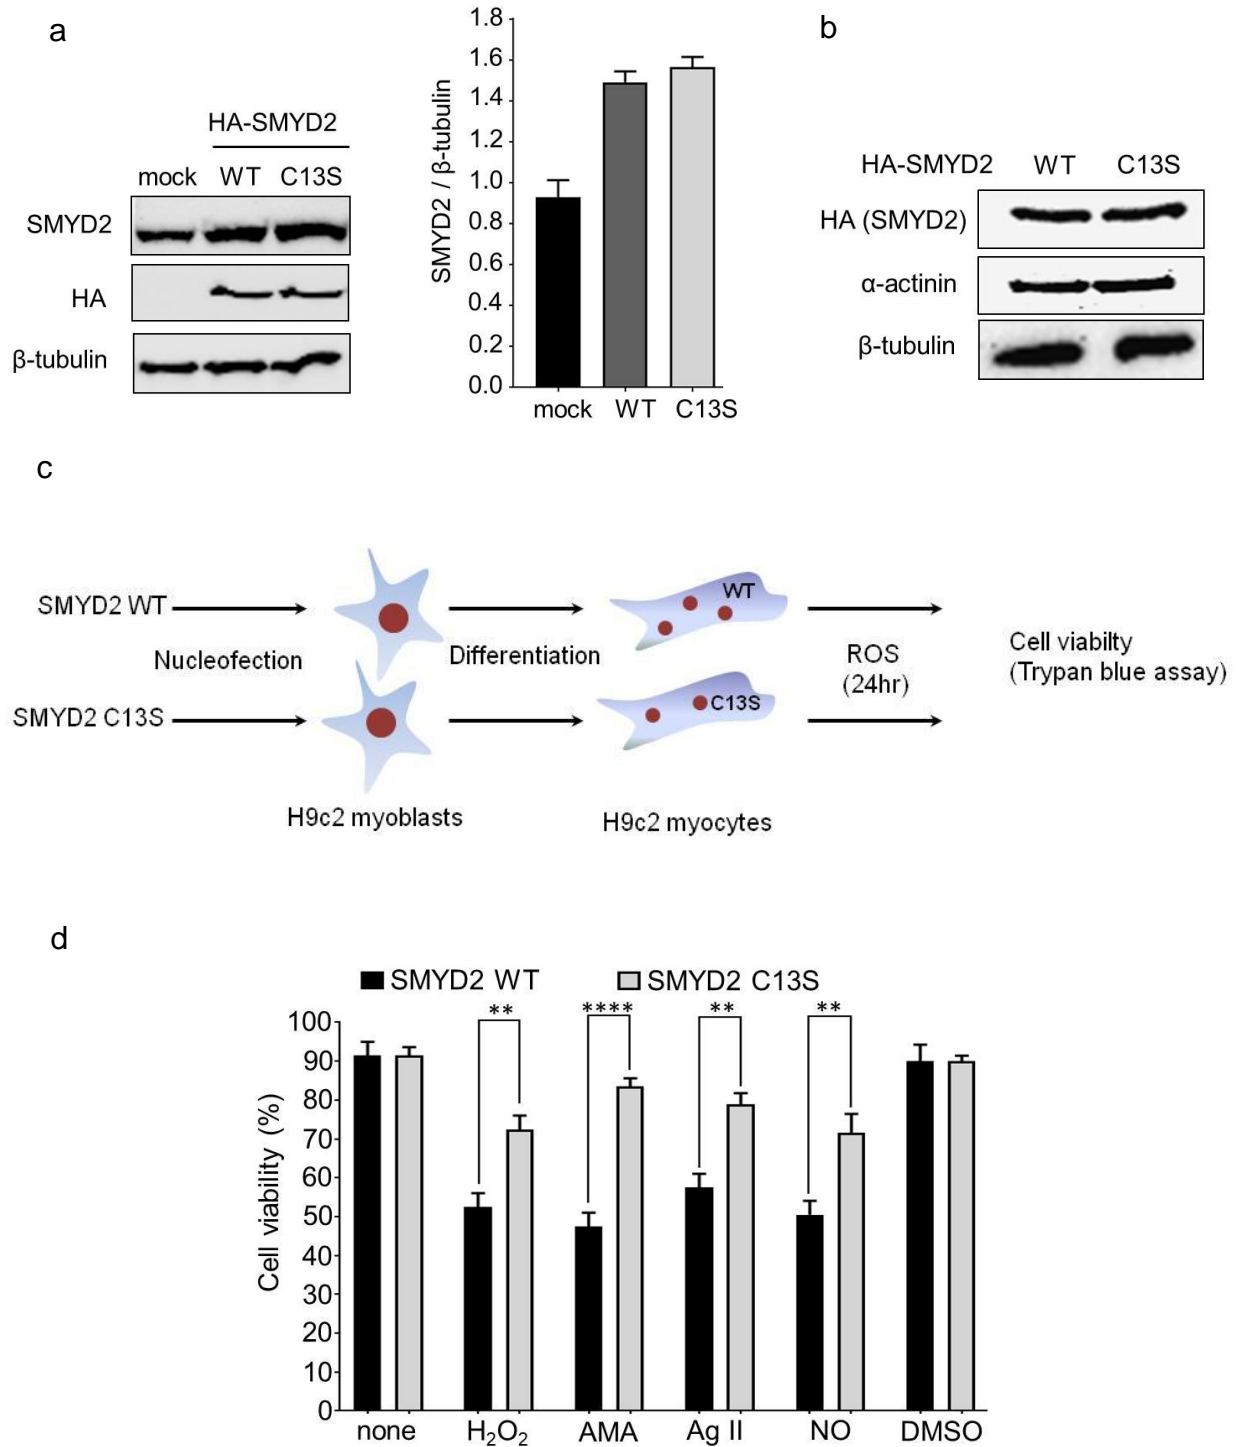 a
HA-SMYD2
mock WT C13S
SMYD2
HA
β-tubulin
SMYD2 / β-tubulin
1.8
1.6
1.4
1.2
1.0
0.8
0.6
0.4
0.2
0.0
mock WT C13S
b
HA-SMYD2 WT C13S
HA (SMYD2)
α-actinin
β-tubulin
c
SMYD2 WT
Nucleofection
SMYD2 C13S
H9c2 myoblasts
Differentiation
WT
C13S
H9c2 myocytes
ROS
(24hr)
Cell viabilty
(Trypan blue assay)
d
SMYD2 WT SMYD2 C13S
** **** ** **
Cell viability (%)
100
90
80
70
60
50
40
30
20
10
0
none H₂O₂ AMA Ag II NO DMSO